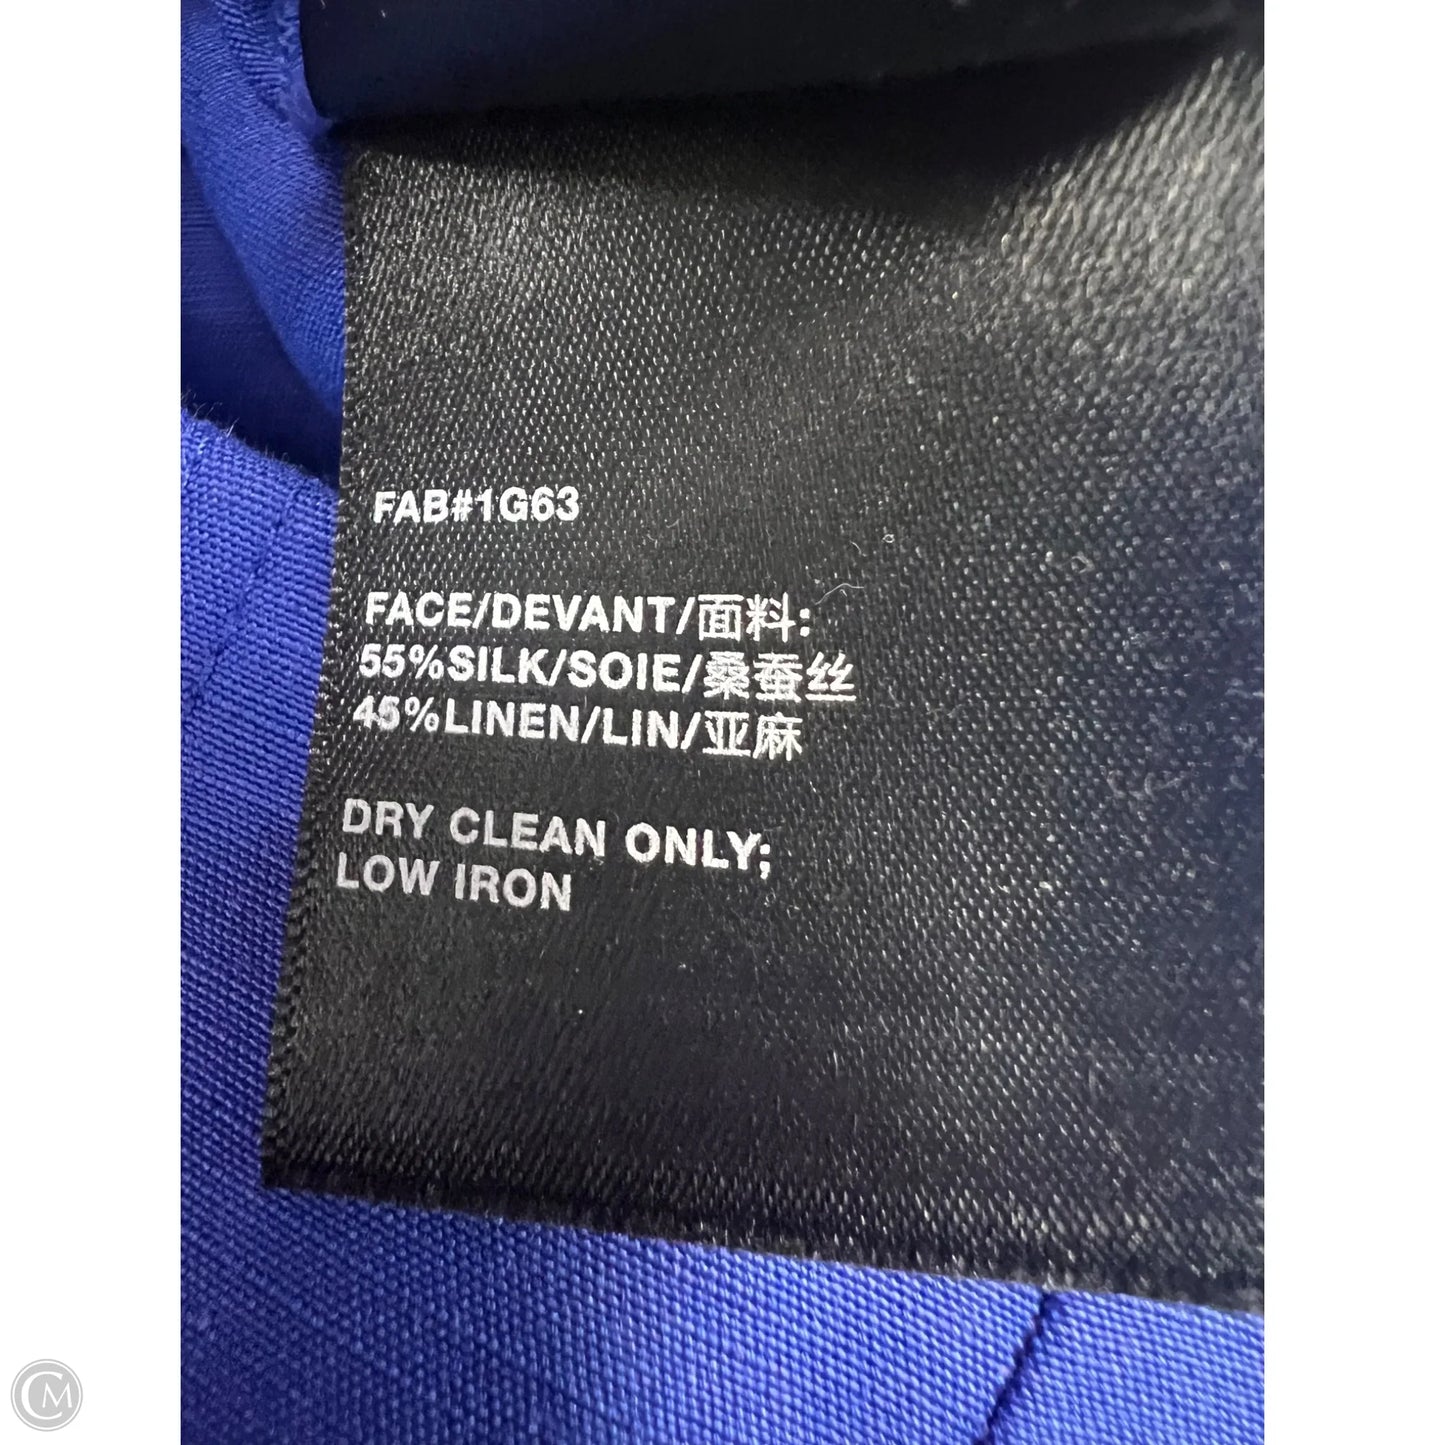 FAB#1G63
FACE/DEVANT/面料:
55%SILK/SOIE/桑蚕丝
45%LINEN/LIN/亚麻
DRY CLEAN ONLY;
LOW IRON
CM